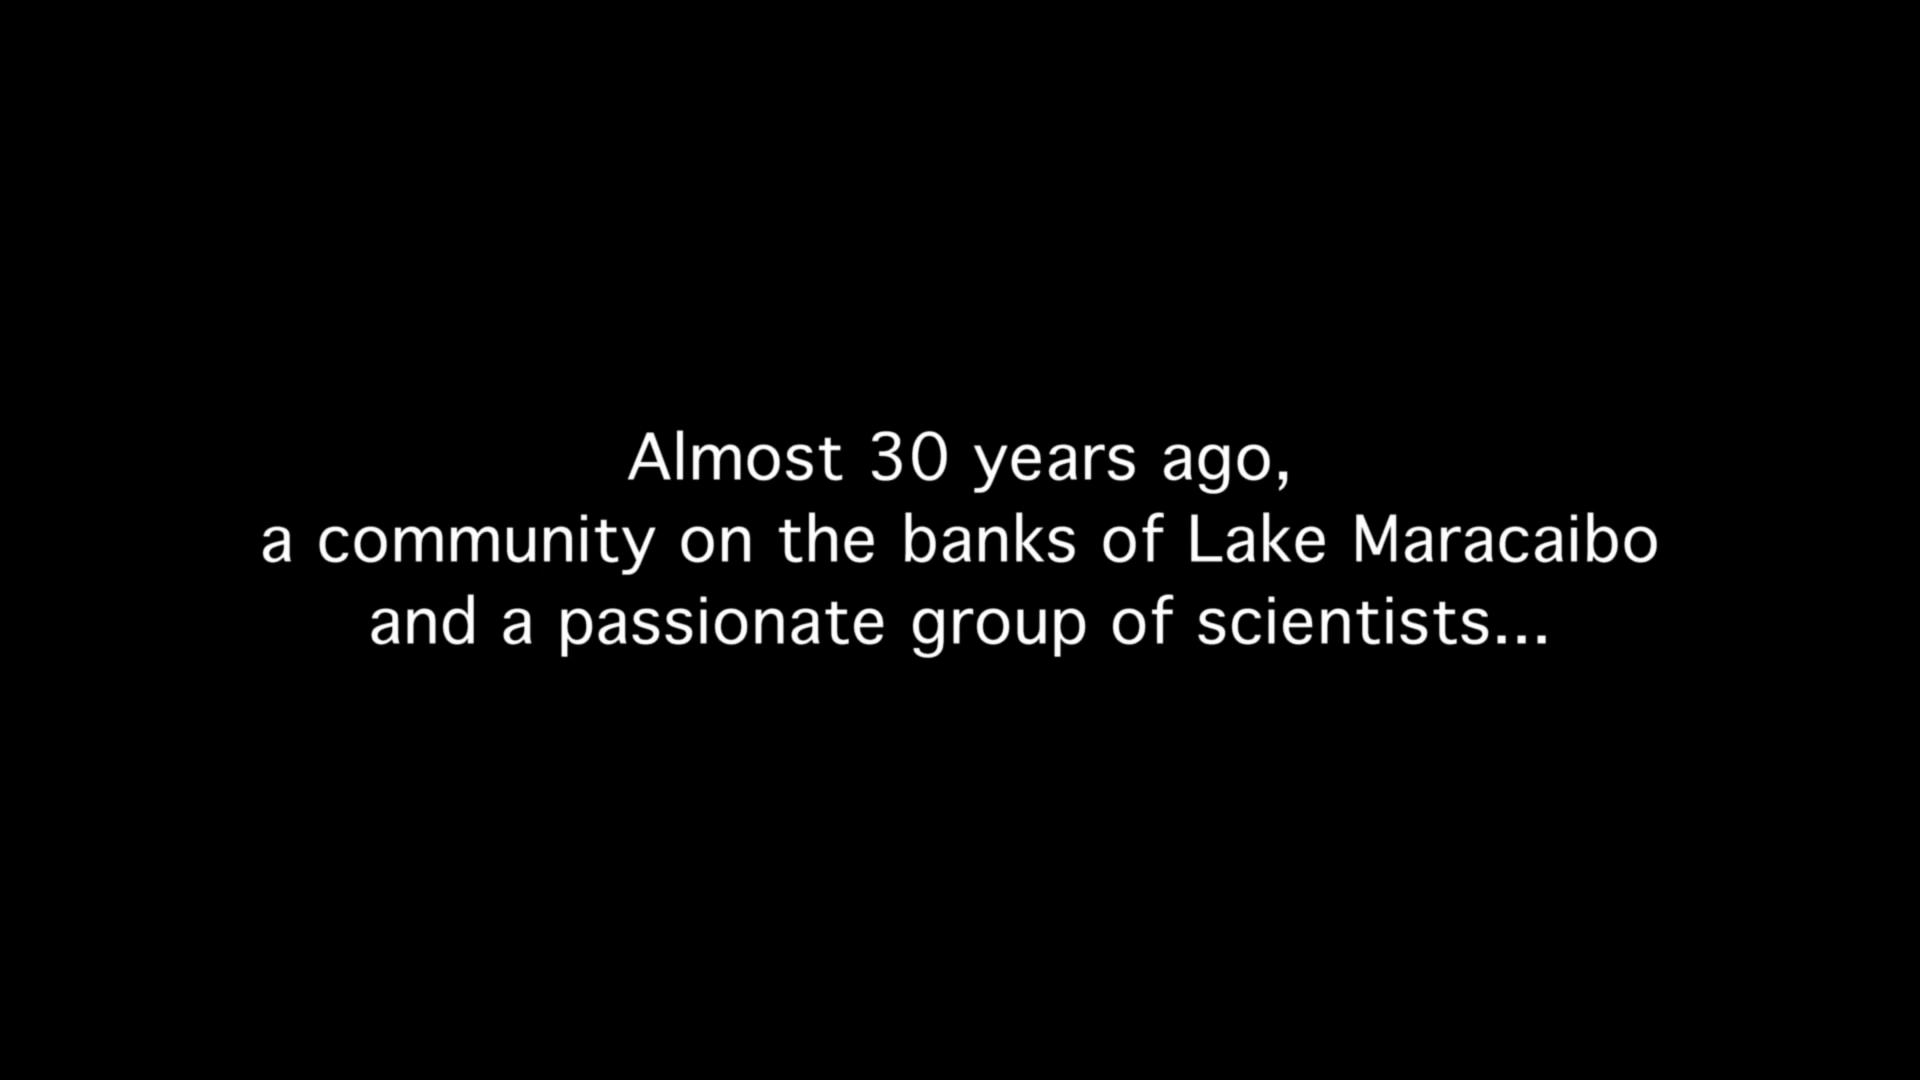 Almost 30 years ago,
a community on the banks of Lake Maracaibo
and a passionate group of scientists...